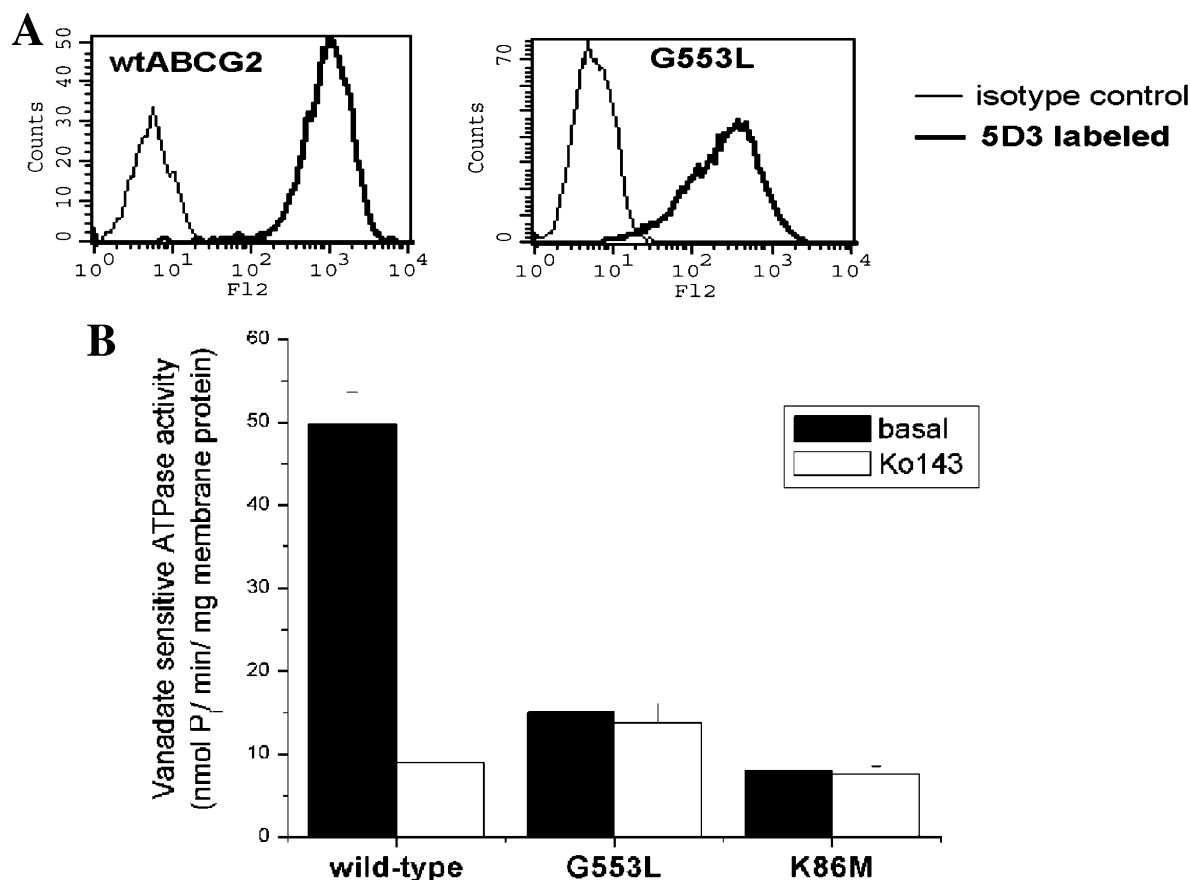 A
wtABCG2
50
40
30
20
10
0
Counts
10^0 10^1 10^2 10^3 10^4
Fl2
G553L
70
0
Counts
10^0 10^1 10^2 10^3 10^4
Fl2
isotype control
5D3 labeled
B
Vanadate sensitive ATPase activity
(nmol P_i/ min/ mg membrane protein)
60
50
40
30
20
10
0
basal
Ko143
wild-type G553L K86M